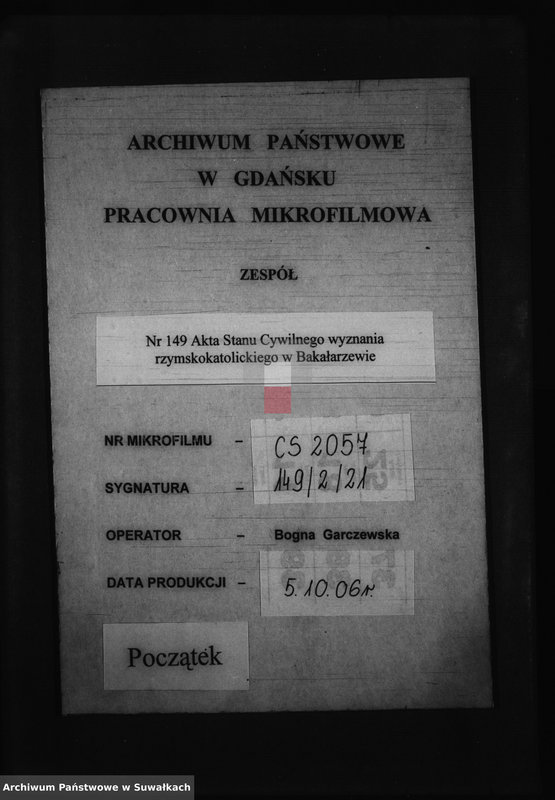 ARCHIWUM PAŃSTWOWE
W GDAŃSKU
PRACOWNIA MIKROFILMOWA
ZESPÓŁ
Nr 149 Akta Stanu Cywilnego wyznania
rzymskokatolickiego w Bakałarzewie
NR MIKROFILMU – CS 2057
SYGNATURA – 149/2/21
OPERATOR – Bogna Garczewska
DATA PRODUKCJI – 5.10.06r.
Początek
Archiwum Państwowe w Suwałkach